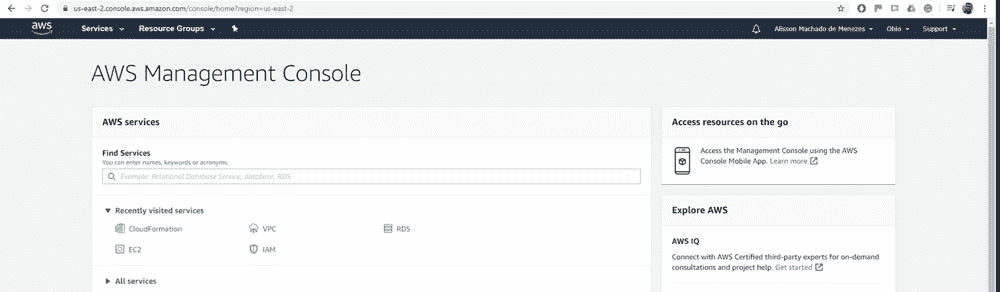 us-east-2.console.aws.amazon.com/console/home?region=us-east-2
aws Services Resource Groups Alisson Machado de Menezes Ohio Support
AWS Management Console
AWS services
Find Services
You can enter names, keywords or acronyms.
Example: Relational Database Service, database, RDS
Recently visited services
CloudFormation VPC RDS
EC2 IAM
All services
Access resources on the go
Access the Management Console using the AWS
Console Mobile App. Learn more
Explore AWS
AWS IQ
Connect with AWS Certified third-party experts for on-demand
consultations and project help. Get started